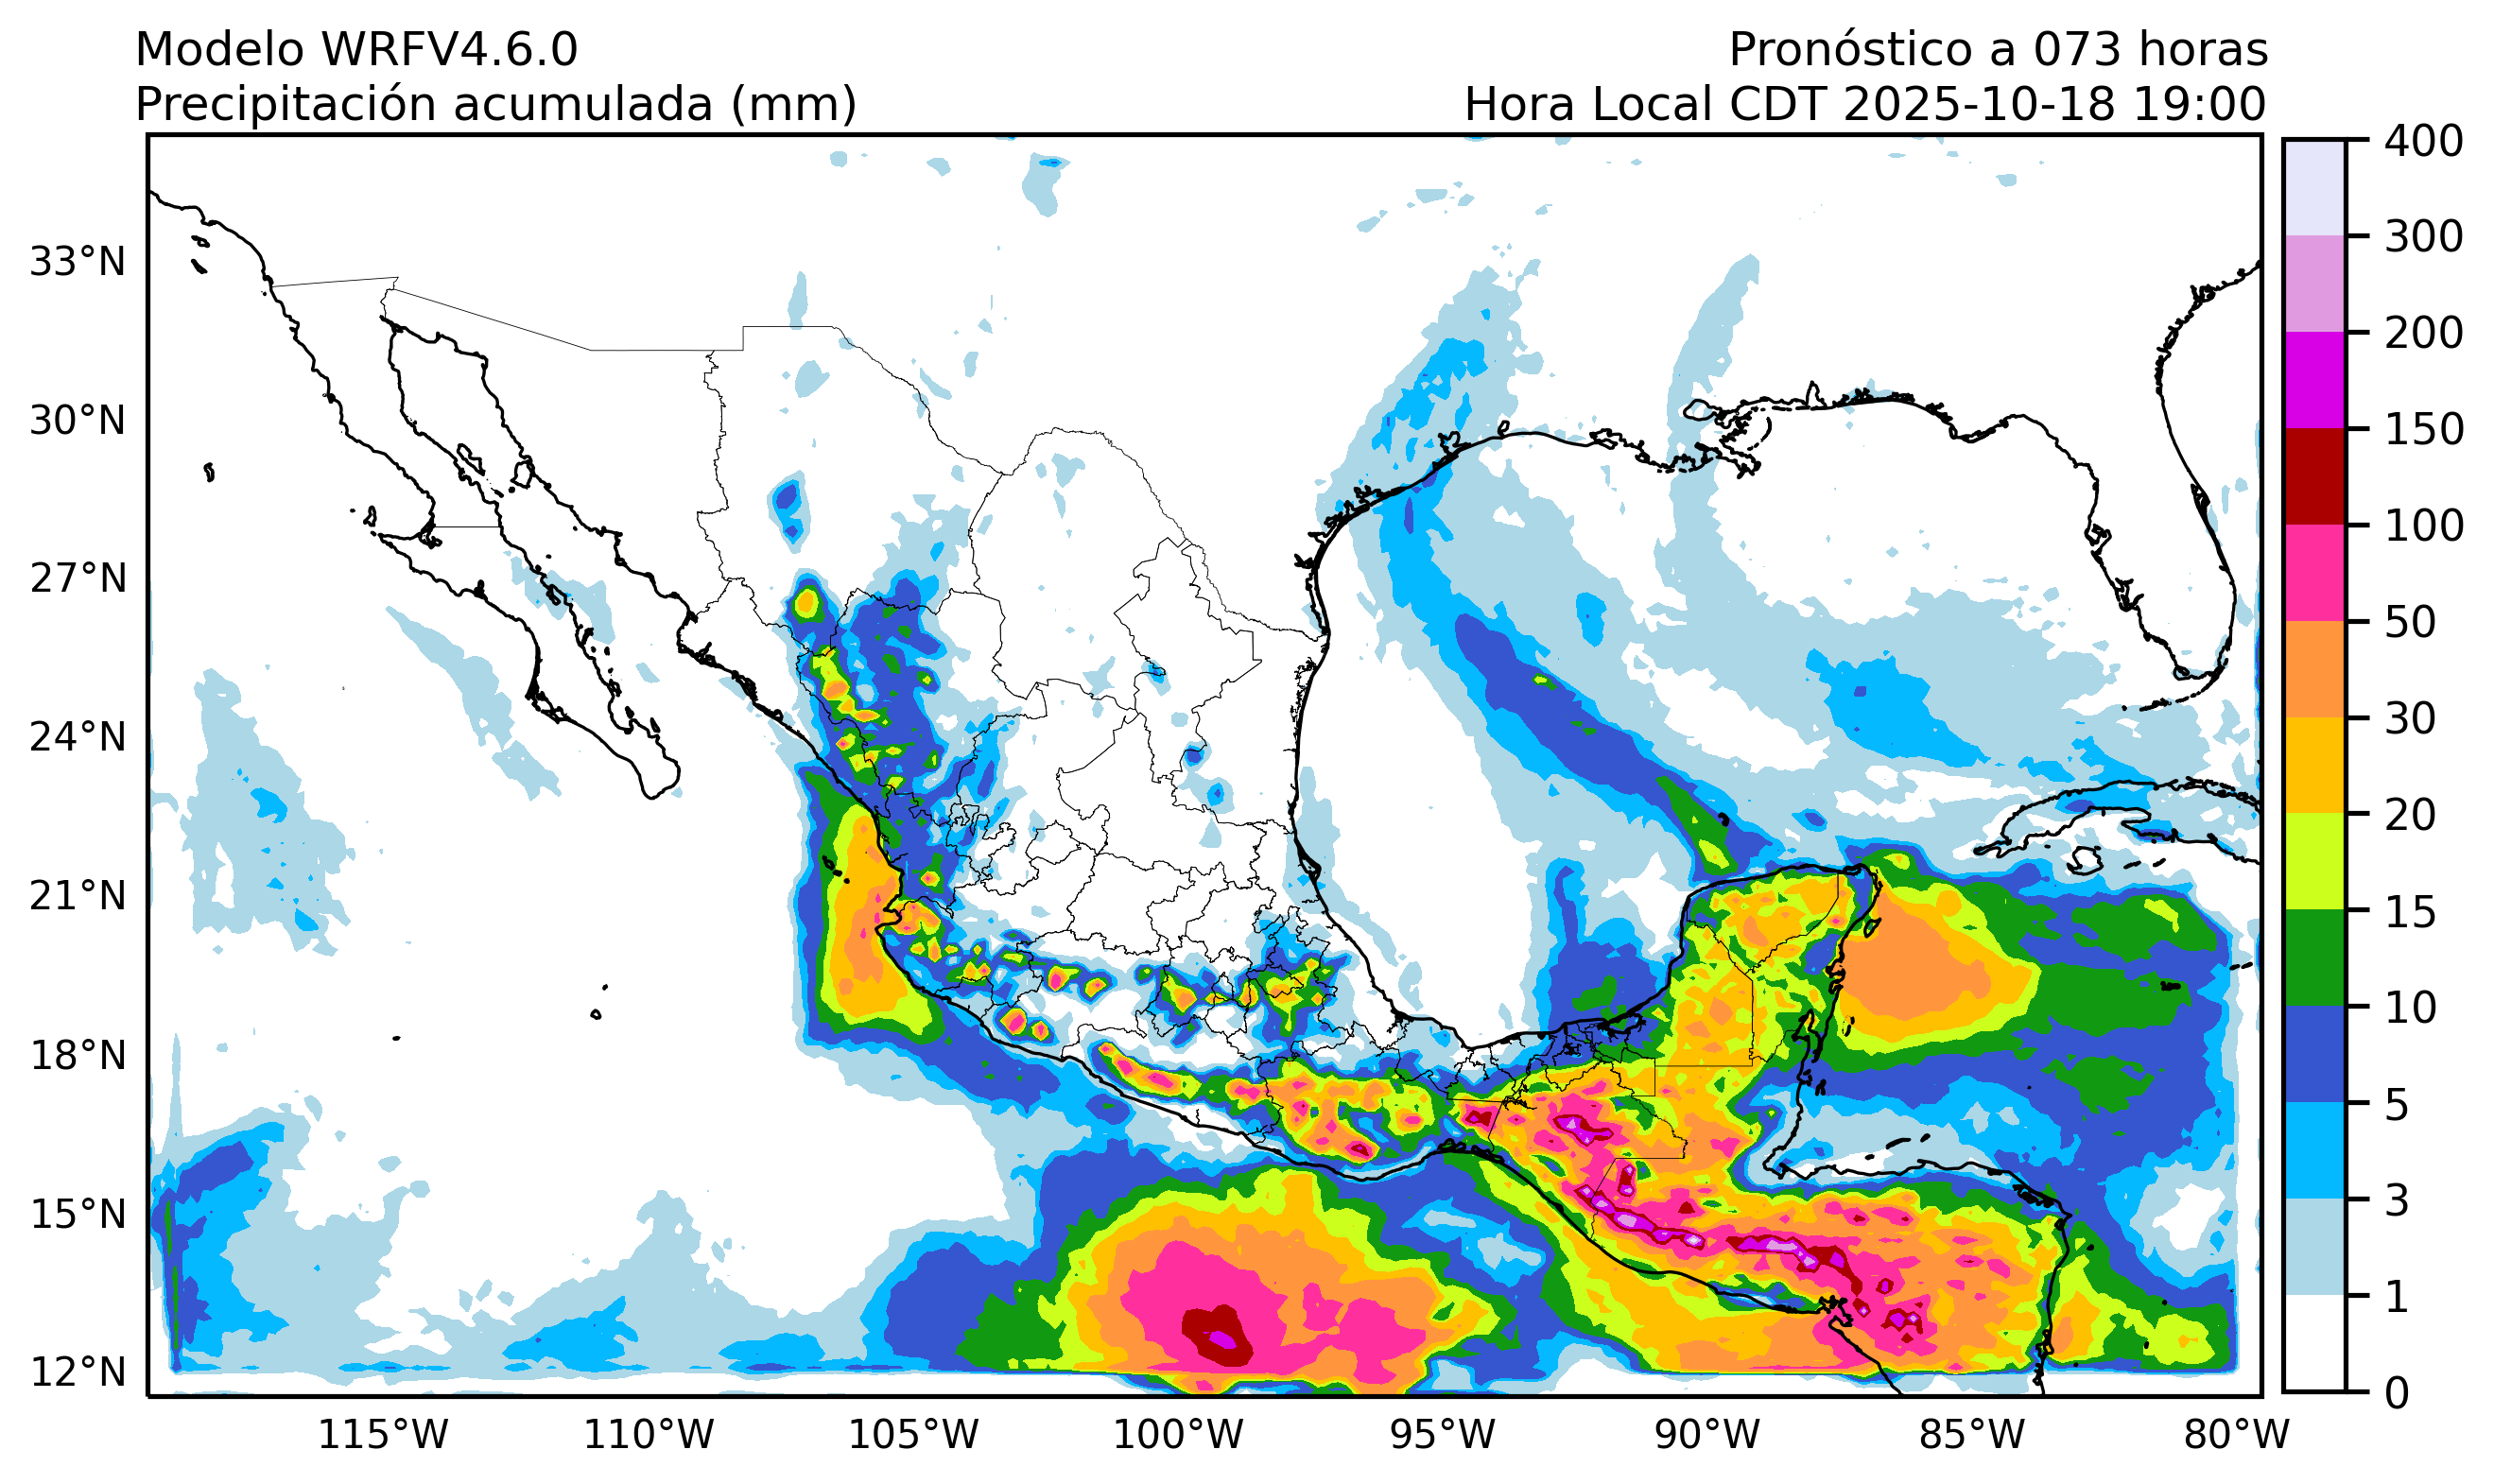 Modelo WRFV4.6.0
Pronóstico a 073 horas
Precipitación acumulada (mm)
Hora Local CDT 2025-10-18 19:00
33°N
30°N
27°N
24°N
21°N
18°N
15°N
12°N
115°W
110°W
105°W
100°W
95°W
90°W
85°W
80°W
400
300
200
150
100
50
30
20
15
10
5
3
1
0